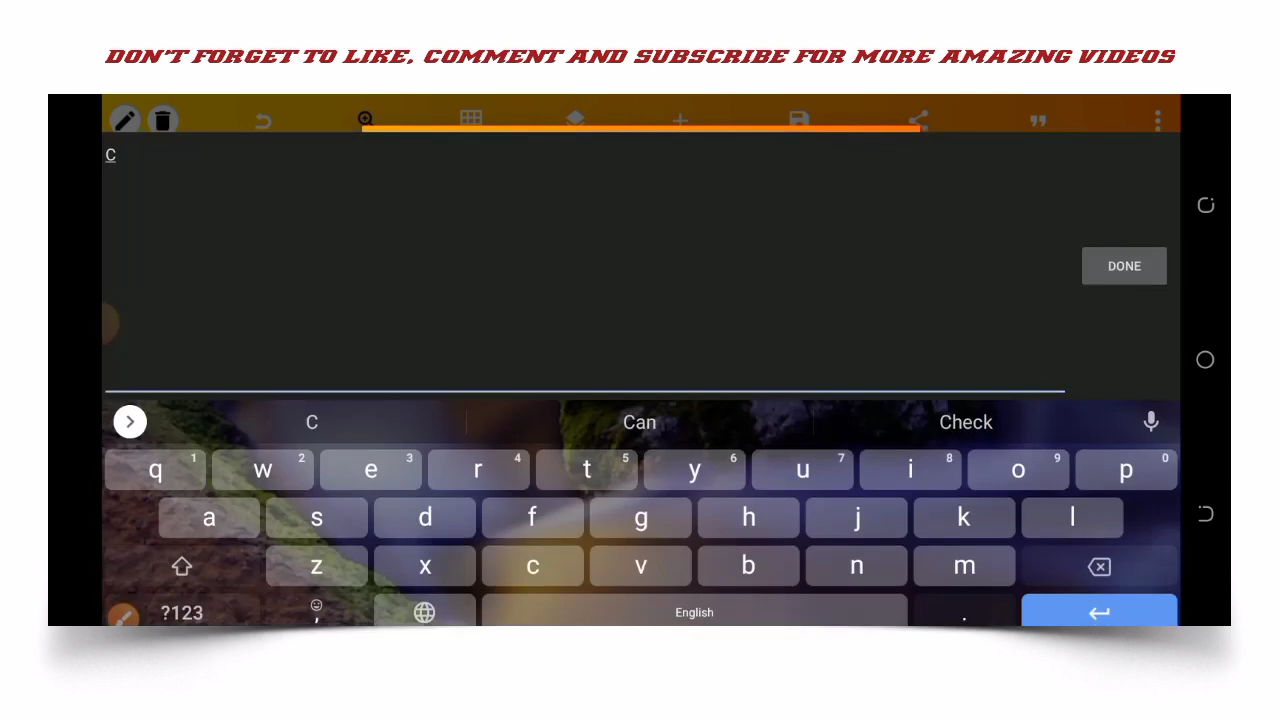 DON'T FORGET TO LIKE, COMMENT AND SUBSCRIBE FOR MORE AMAZING VIDEOS
C
DONE
C Can Check
q 1 w 2 e 3 r 4 t 5 y 6 u 7 i 8 o 9 p 0
a s d f g h j k l
z x c v b n m
?123 , English .